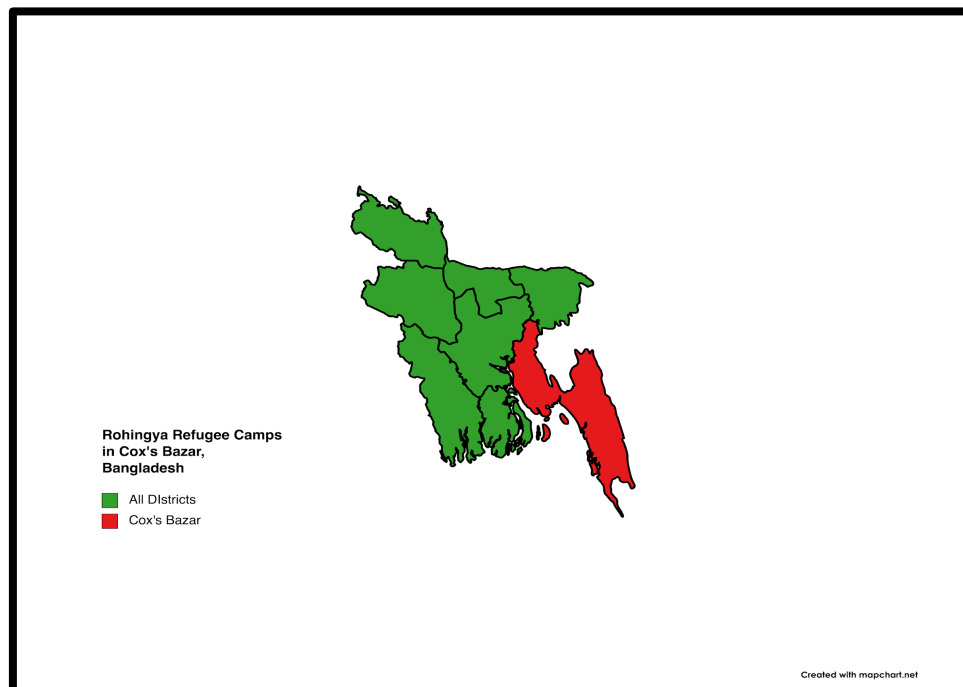 Rohingya Refugee Camps
in Cox's Bazar,
Bangladesh
All DIstricts
Cox's Bazar
Created with mapchart.net